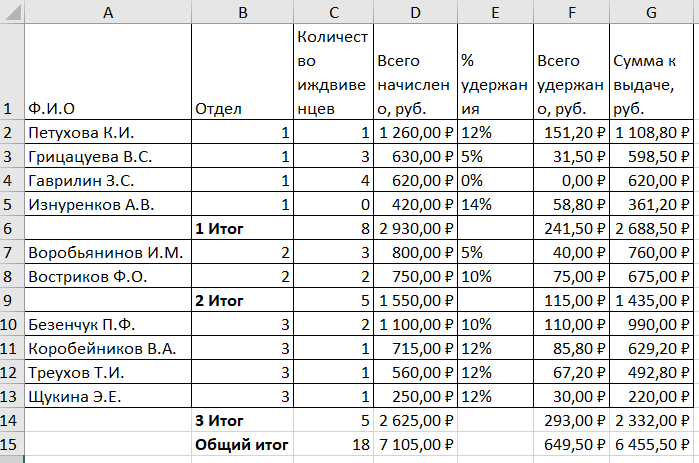 A B C D E F G
1 Ф.И.О Отдел Количест во иждиве нцев Всего начислен о, руб. % удержан ия Всего удержан о, руб. Сумма к выдаче, руб.
2 Петухова К.И. 1 1 1 260,00 ₽ 12% 151,20 ₽ 1 108,80 ₽
3 Грицацуева В.С. 1 3 630,00 ₽ 5% 31,50 ₽ 598,50 ₽
4 Гаврилин З.С. 1 4 620,00 ₽ 0% 0,00 ₽ 620,00 ₽
5 Изнуренков А.В. 1 0 420,00 ₽ 14% 58,80 ₽ 361,20 ₽
6 1 Итог 8 2 930,00 ₽ 241,50 ₽ 2 688,50 ₽
7 Воробьянинов И.М. 2 3 800,00 ₽ 5% 40,00 ₽ 760,00 ₽
8 Востриков Ф.О. 2 2 750,00 ₽ 10% 75,00 ₽ 675,00 ₽
9 2 Итог 5 1 550,00 ₽ 115,00 ₽ 1 435,00 ₽
10 Безенчук П.Ф. 3 2 1 100,00 ₽ 10% 110,00 ₽ 990,00 ₽
11 Коробейников В.А. 3 1 715,00 ₽ 12% 85,80 ₽ 629,20 ₽
12 Треухов Т.И. 3 1 560,00 ₽ 12% 67,20 ₽ 492,80 ₽
13 Щукина Э.Е. 3 1 250,00 ₽ 12% 30,00 ₽ 220,00 ₽
14 3 Итог 5 2 625,00 ₽ 293,00 ₽ 2 332,00 ₽
15 Общий итог 18 7 105,00 ₽ 649,50 ₽ 6 455,50 ₽